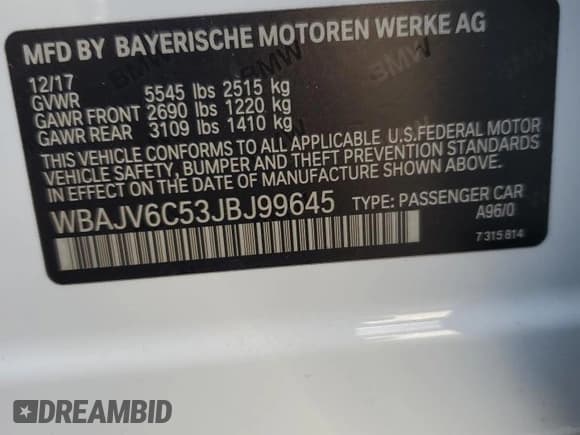 MFD BY BAYERISCHE MOTOREN WERKE AG
12/17
GVWR 5545 lbs 2515 kg
GAWR FRONT 2690 lbs 1220 kg
GAWR REAR 3109 lbs 1410 kg
THIS VEHICLE CONFORMS TO ALL APPLICABLE U.S.FEDERAL MOTOR
VEHICLE SAFETY, BUMPER AND THEFT PREVENTION STANDARDS
IN EFFECT ON THE DATE OF MANUFACTURE SHOWN ABOVE.
WBAJV6C53JBJ99645 TYPE: PASSENGER CAR
A96/0
7 315 814
BMW
BMW
BMW
DREAMBID